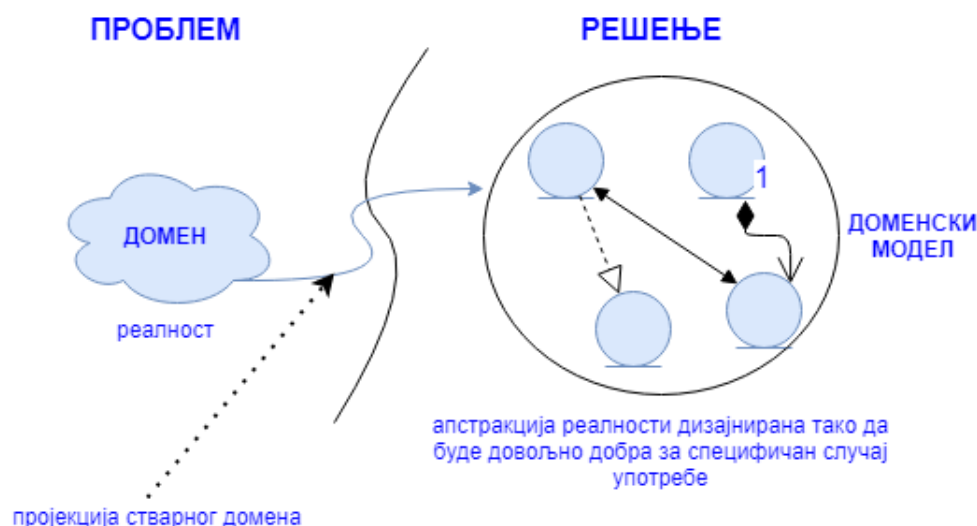 ПРОБЛЕМ
РЕШЕЊЕ
ДОМЕН
реалност
1
ДОМЕНСКИ
МОДЕЛ
апстракција реалности дизајнирана тако да
буде довољно добра за специфичан случај
употребе
пројекција стварног домена